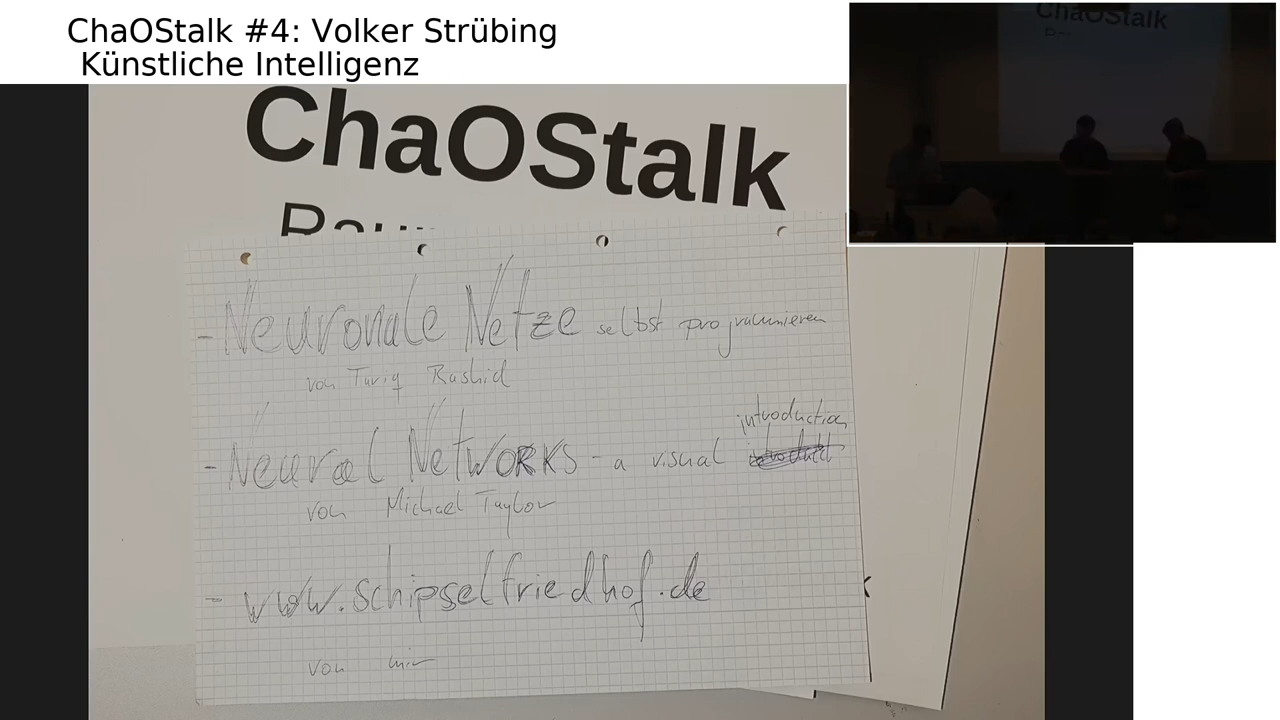 ChaOStalk #4: Volker Strübing
Künstliche Intelligenz
ChaOStalk
ChaOStalk
- Neuronale Netze selbst programmieren
von Tariq Rashid
- Neural Networks - a visual introduction
von Michael Taylor
- www.schipselfriedhof.de
von mir